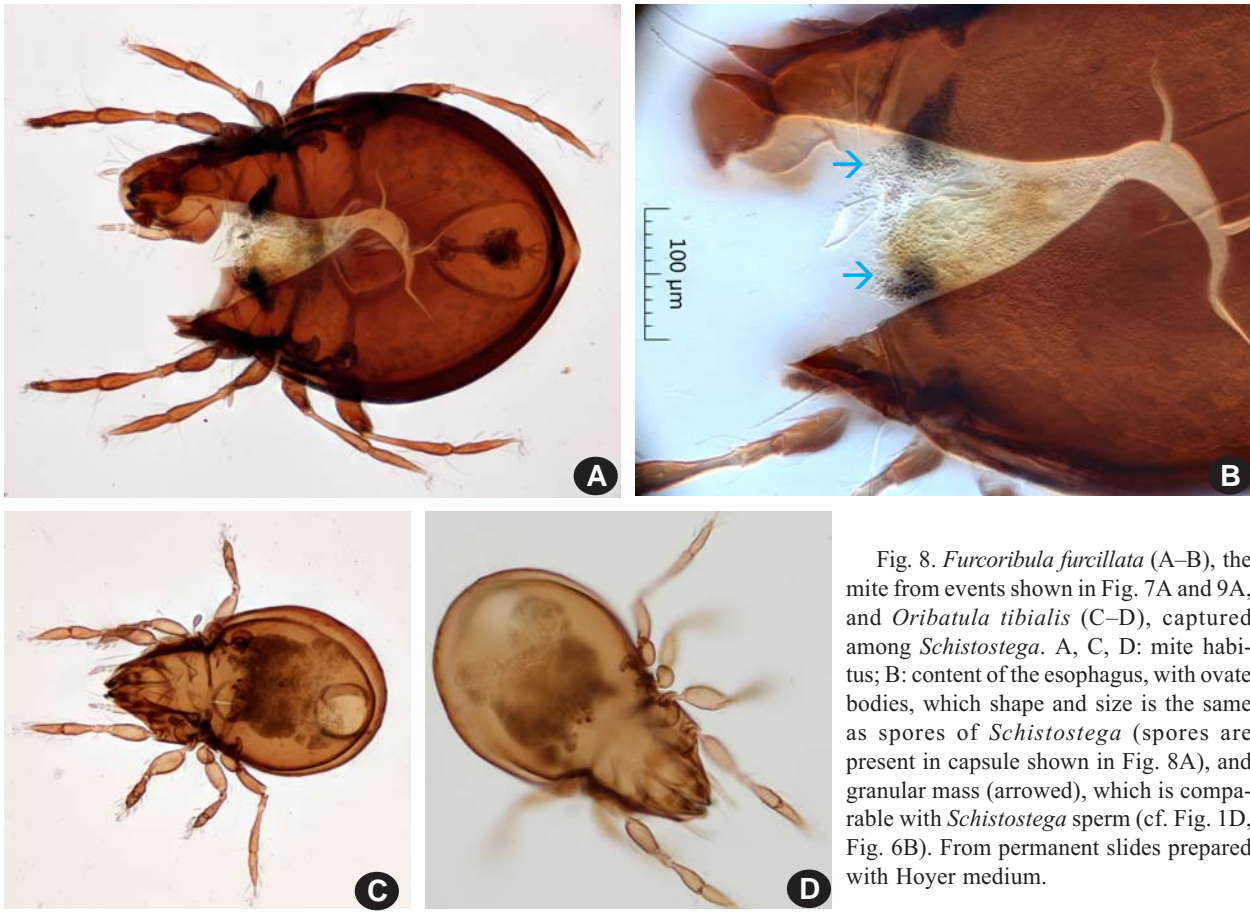 A
100 µm
B
C
D
Fig. 8. Furcoribula furcillata (A–B), the
mite from events shown in Fig. 7A and 9A,
and Oribatula tibialis (C–D), captured
among Schistostega. A, C, D: mite habi-
tus; B: content of the esophagus, with ovate
bodies, which shape and size is the same
as spores of Schistostega (spores are
present in capsule shown in Fig. 8A), and
granular mass (arrowed), which is compa-
rable with Schistostega sperm (cf. Fig. 1D,
Fig. 6B). From permanent slides prepared
with Hoyer medium.